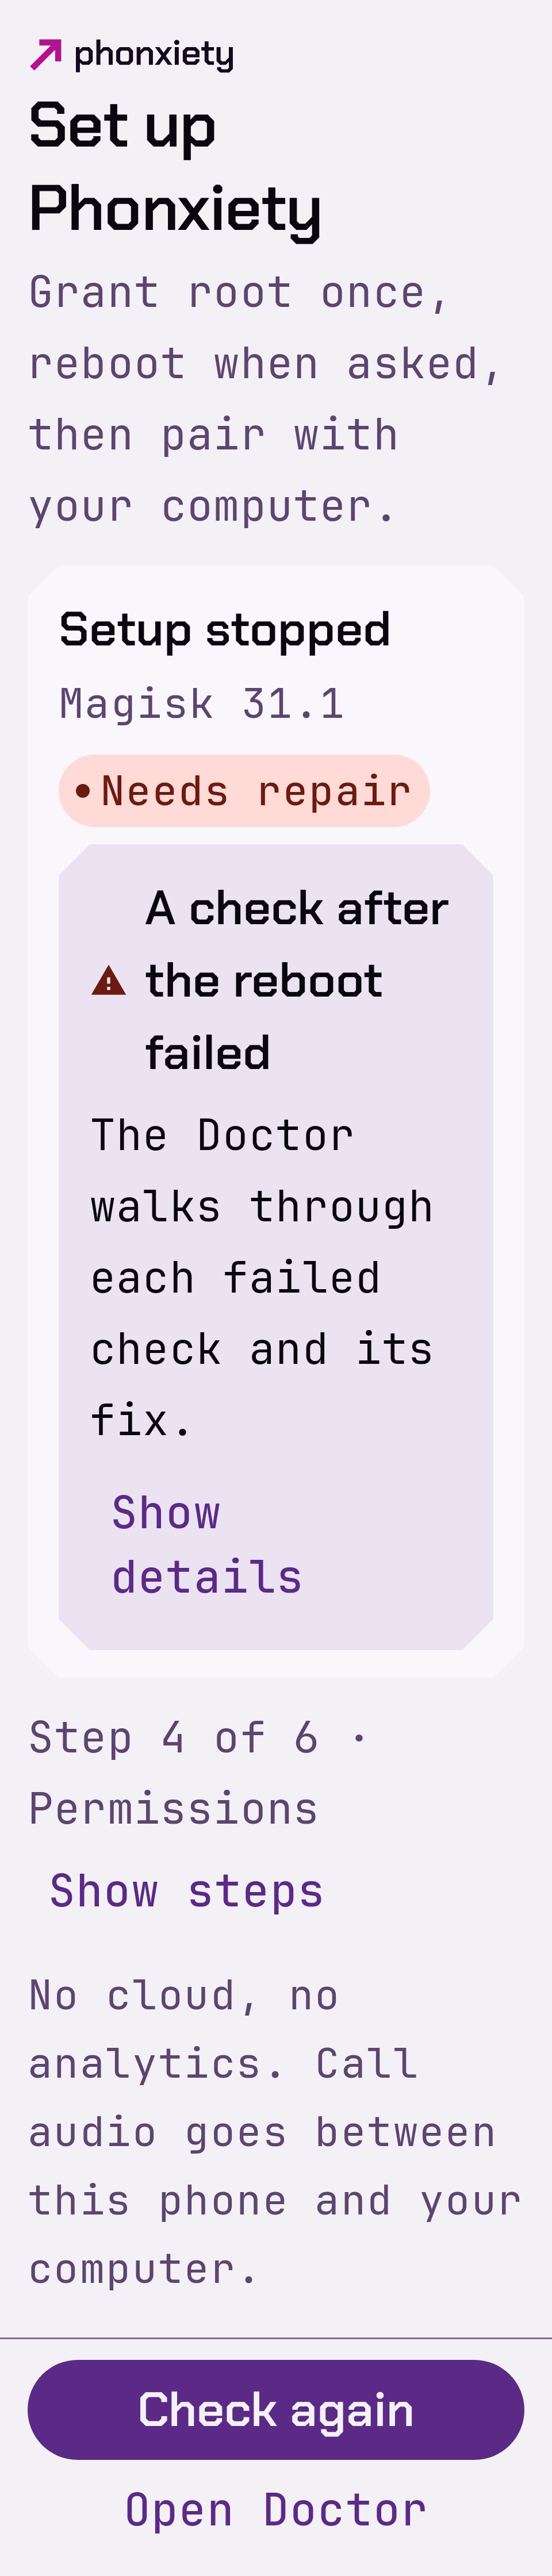 phonxiety
Set up
Phonxiety
Grant root once,
reboot when asked,
then pair with
your computer.
Setup stopped
Magisk 31.1
Needs repair
A check after
the reboot
failed
The Doctor
walks through
each failed
check and its
fix.
Show
details
Step 4 of 6 ·
Permissions
Show steps
No cloud, no
analytics. Call
audio goes between
this phone and your
computer.
Check again
Open Doctor